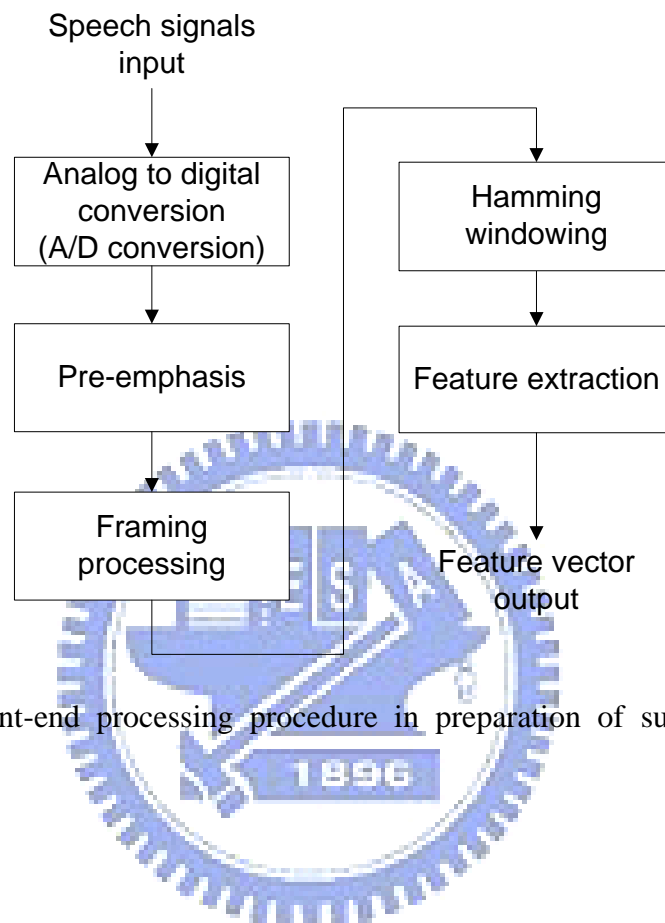 Speech signals
input
Analog to digital
conversion
(A/D conversion)
Pre-emphasis
Framing
processing
Hamming
windowing
Feature extraction
Feature vector
output
E S A
nt-end processing procedure in preparation of su
1896